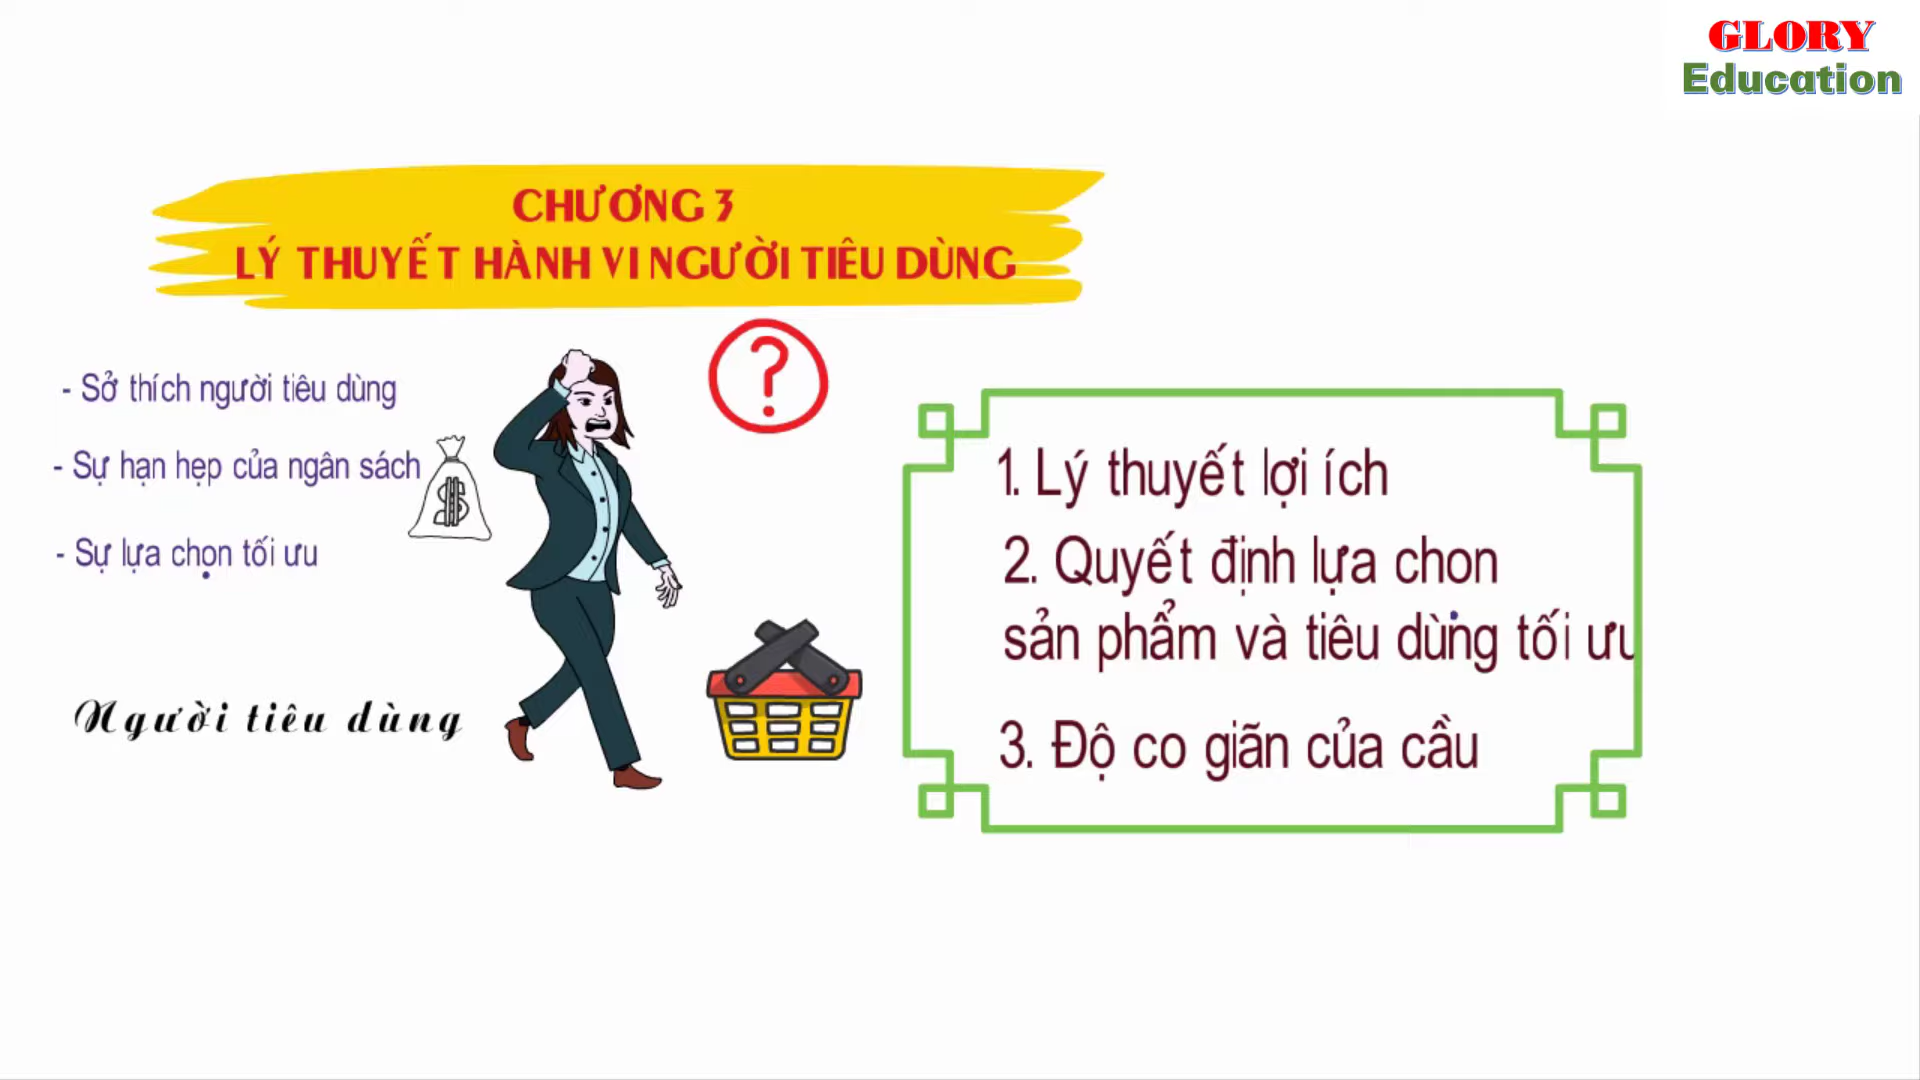 GLORY
Education
CHƯƠNG 3
LÝ THUYẾT HÀNH VI NGƯỜI TIÊU DÙNG
- Sở thích người tiêu dùng
- Sự hạn hẹp của ngân sách
- Sự lựa chọn tối ưu
Người tiêu dùng
1. Lý thuyết lợi ích
2. Quyết định lựa chọn
sản phẩm và tiêu dùng tối ưu
3. Độ co giãn của cầu